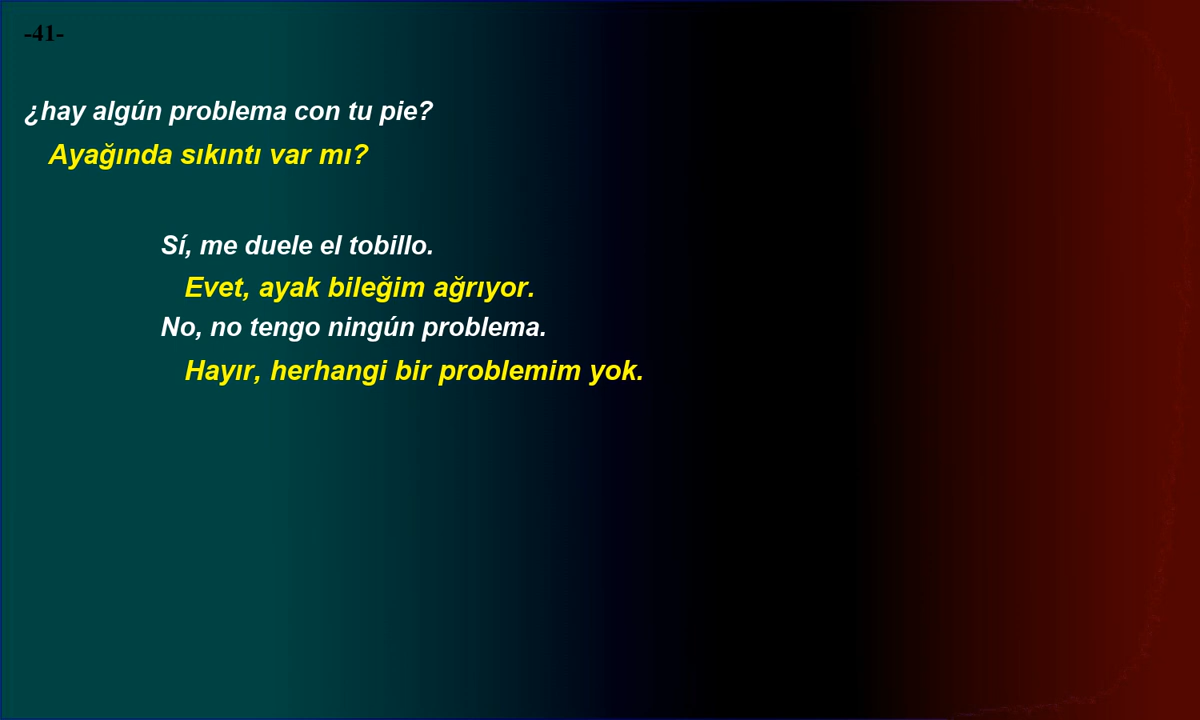 -41-
¿hay algún problema con tu pie?
Ayağında sıkıntı var mı?
Sí, me duele el tobillo.
Evet, ayak bileğim ağrıyor.
No, no tengo ningún problema.
Hayır, herhangi bir problemim yok.